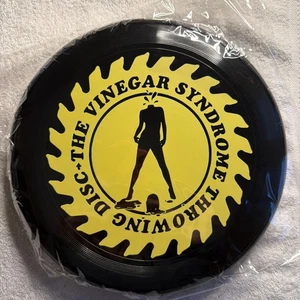 THE VINEGAR SYNDROME THROWING DISC•